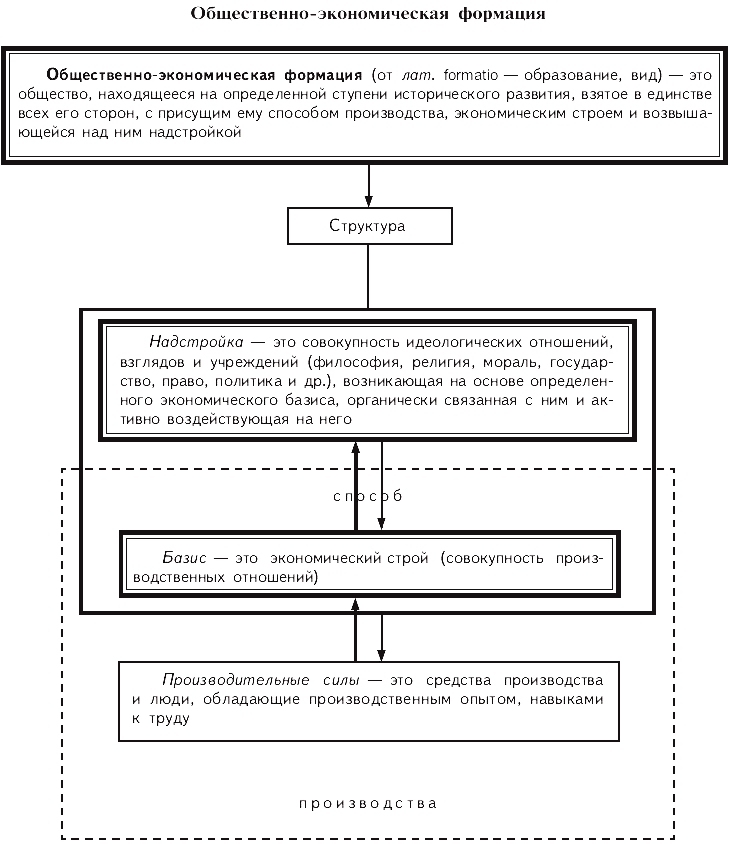 Общественно-экономическая формация
Общественно-экономическая формация (от лат. formatio — образование, вид) — это
общество, находящееся на определенной ступени исторического развития, взятое в единстве
всех его сторон, с присущим ему способом производства, экономическим строем и возвыша-
ющейся над ним надстройкой
Структура
Надстройка — это совокупность идеологических отношений,
взглядов и учреждений (философия, религия, мораль, государ-
ство, право, политика и др.), возникающая на основе определен-
ного экономического базиса, органически связанная с ним и ак-
тивно воздействующая на него
способ
Базис — это экономический строй (совокупность произ-
водственных отношений)
Производительные силы — это средства производства
и люди, обладающие производственным опытом, навыками
к труду
производства